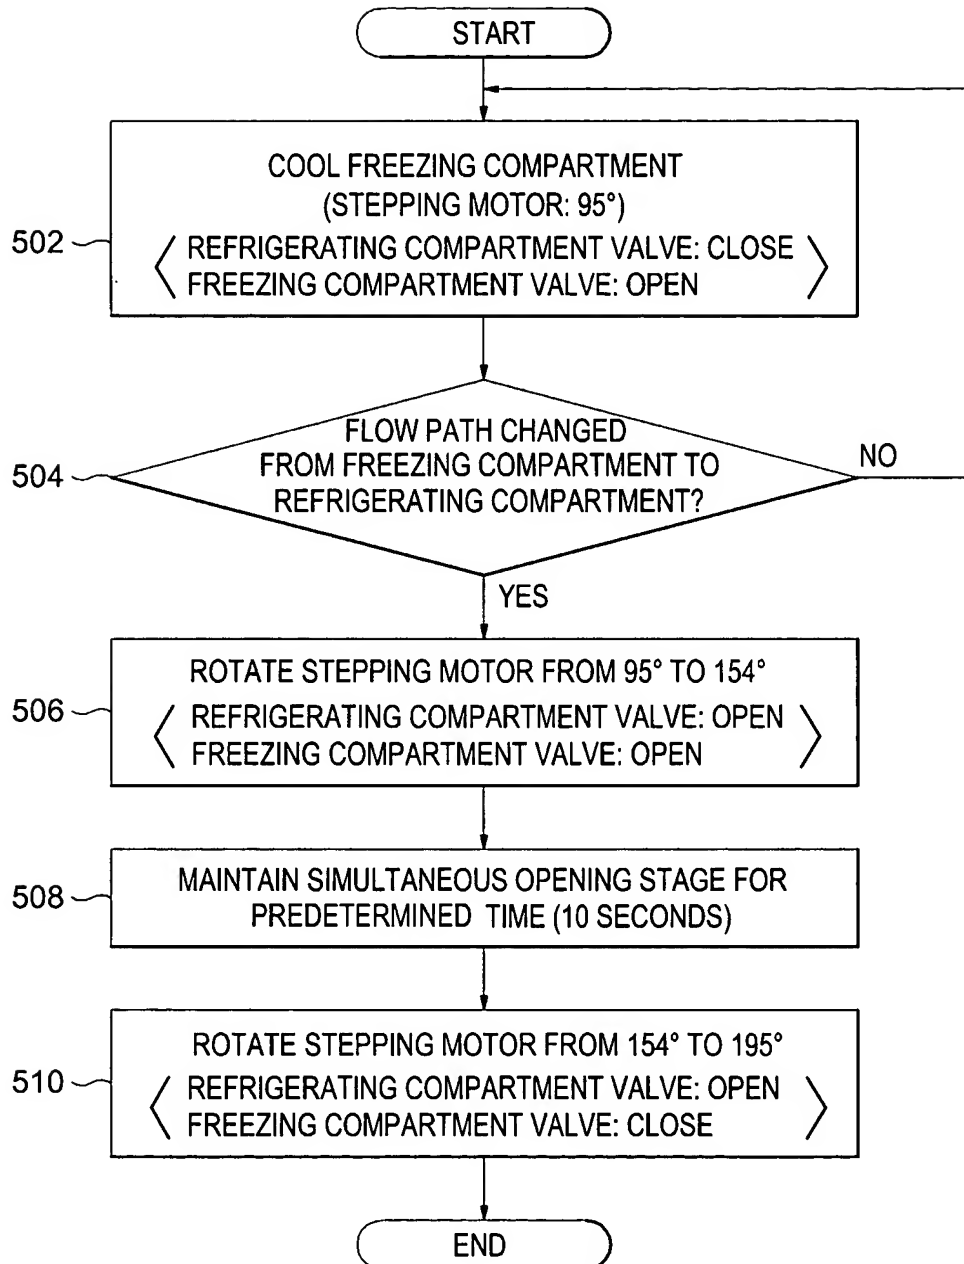 START
COOL FREEZING COMPARTMENT
(STEPPING MOTOR: 95°)
502
REFRIGERATING COMPARTMENT VALVE: CLOSE
FREEZING COMPARTMENT VALVE: OPEN
FLOW PATH CHANGED
504
FROM FREEZING COMPARTMENT TO
NO
REFRIGERATING COMPARTMENT?
YES
ROTATE STEPPING MOTOR FROM 95° TO 154°
506
REFRIGERATING COMPARTMENT VALVE: OPEN
FREEZING COMPARTMENT VALVE: OPEN
508
MAINTAIN SIMULTANEOUS OPENING STAGE FOR
PREDETERMINED TIME (10 SECONDS)
ROTATE STEPPING MOTOR FROM 154° TO 195°
510
REFRIGERATING COMPARTMENT VALVE: OPEN
FREEZING COMPARTMENT VALVE: CLOSE
END